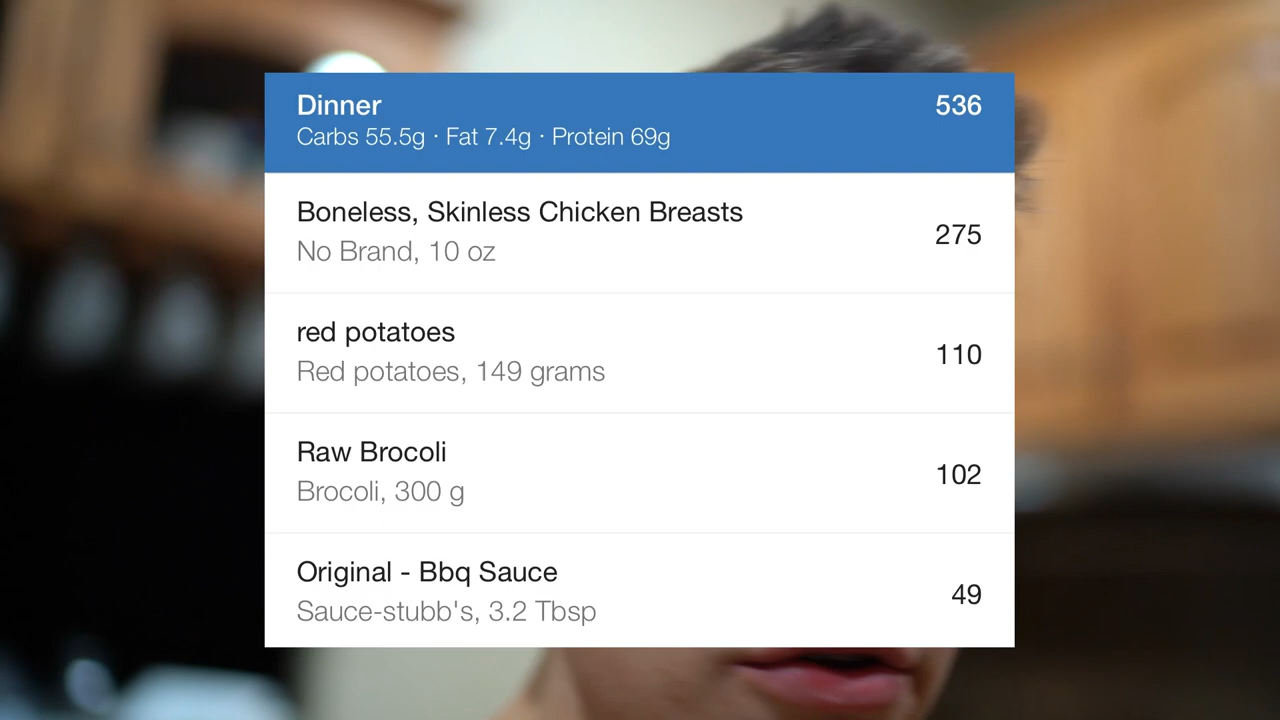 Dinner 536
Carbs 55.5g · Fat 7.4g · Protein 69g
Boneless, Skinless Chicken Breasts
275
No Brand, 10 oz
red potatoes
110
Red potatoes, 149 grams
Raw Brocoli
102
Brocoli, 300 g
Original - Bbq Sauce
49
Sauce-stubb's, 3.2 Tbsp